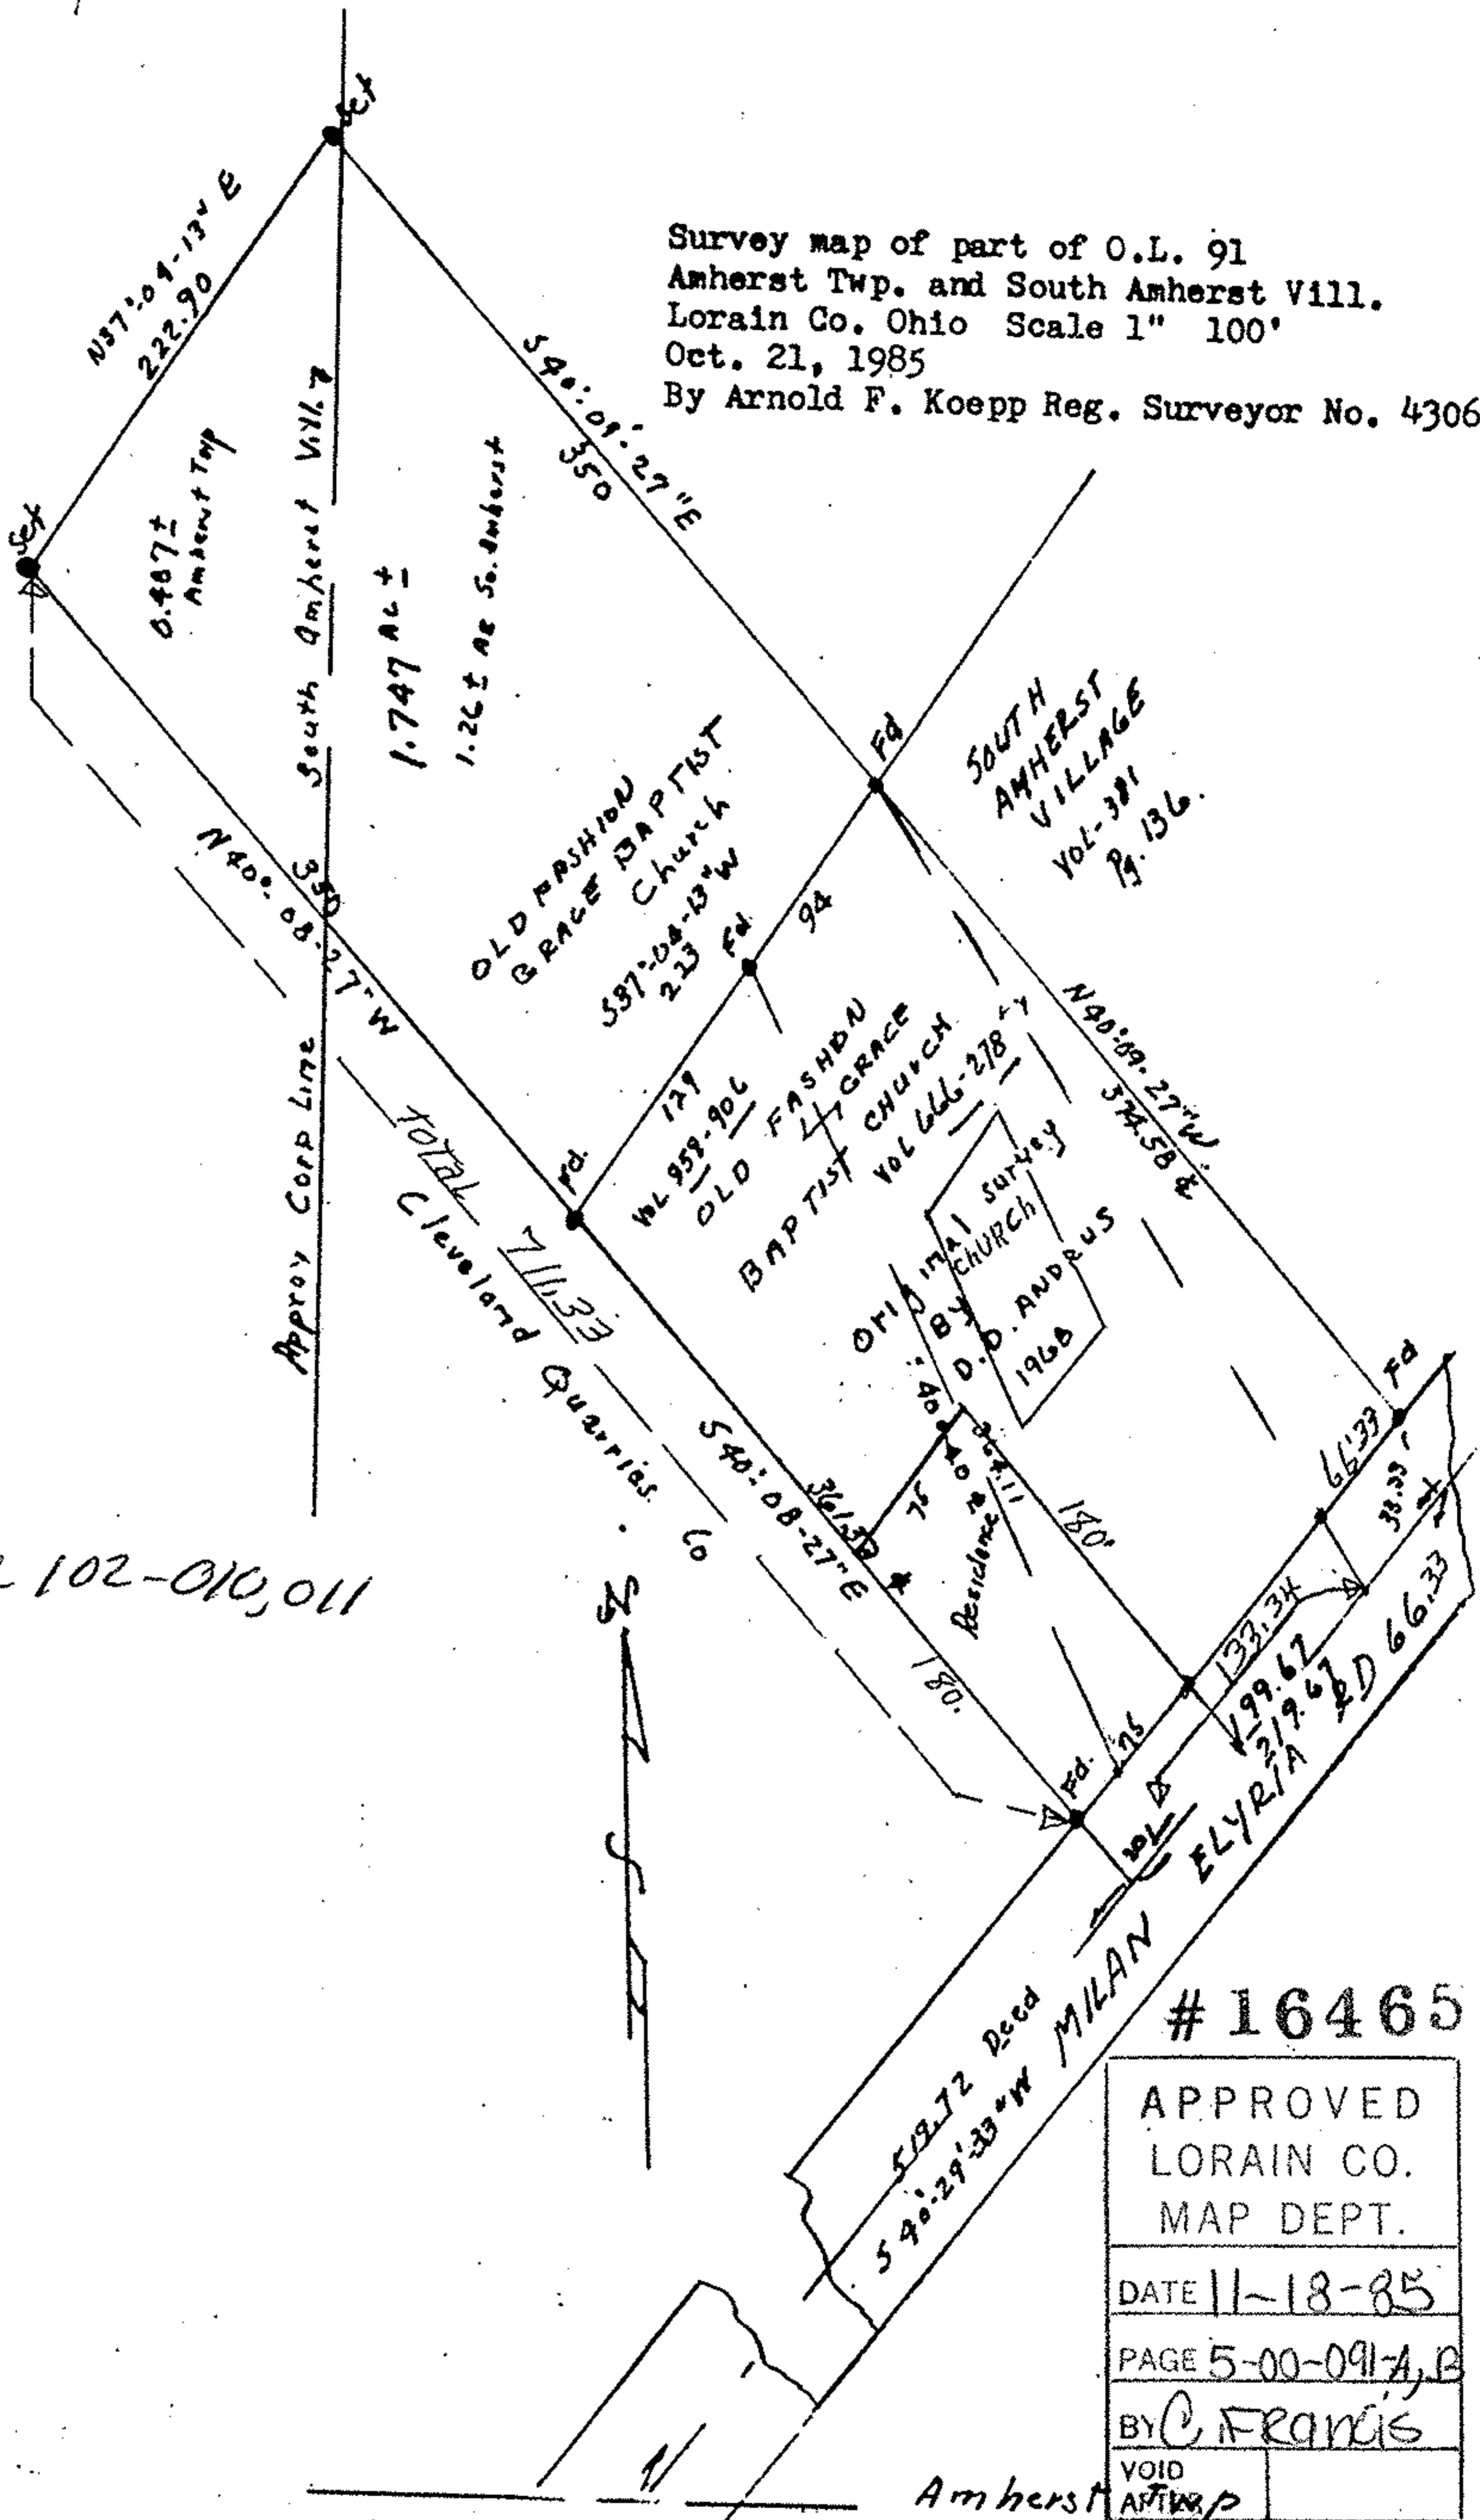 Survey map of part of O.L. 91
Amherst Twp. and South Amherst Vill.
Lorain Co. Ohio Scale 1" 100'
Oct. 21, 1985
By Arnold F. Koepp Reg. Surveyor No. 4306
Set
N37°-04-13" E
222.90
Set
0.487 ±
Amherst Twp
South Amherst Vill.
1.747 Ac ±
1.26 ± Ac So. Amherst
S40°-09'-27"E
350
N40°-08-27"W
350
Approx Corp Line
TOTAL 711.33
Cleveland Quarries Co
OLD FASHION
GRACE BAPTIST
Church
S37°-04-13"W
223
Fd
Fd.
94
129
Fd.
SOUTH
AMHERST
VILLAGE
VOL-381
Pg. 136.
VOL 959-906
OLD FASHON
GRACE
BAPTIST CHURCH
VOL 666-278
N40°-09-27"W
374.58
Original Survey
CHURCH
BY
D.D. ANDRUS
1960
S40°-08-27"E
361.33
75
Residence
180'
180'
Fd
66.33
33.33'
133.34
199.67
219.67
75
Fd.
20
MILAN ELYRIA RD 66.33
519.72 Deed
S40°-29'-33"W
102-010,011
N
#16465
APPROVED
LORAIN CO.
MAP DEPT.
DATE 11-18-85
PAGE 5-00-091-A, B
BY C. Francis
VOID
Amherst Twp